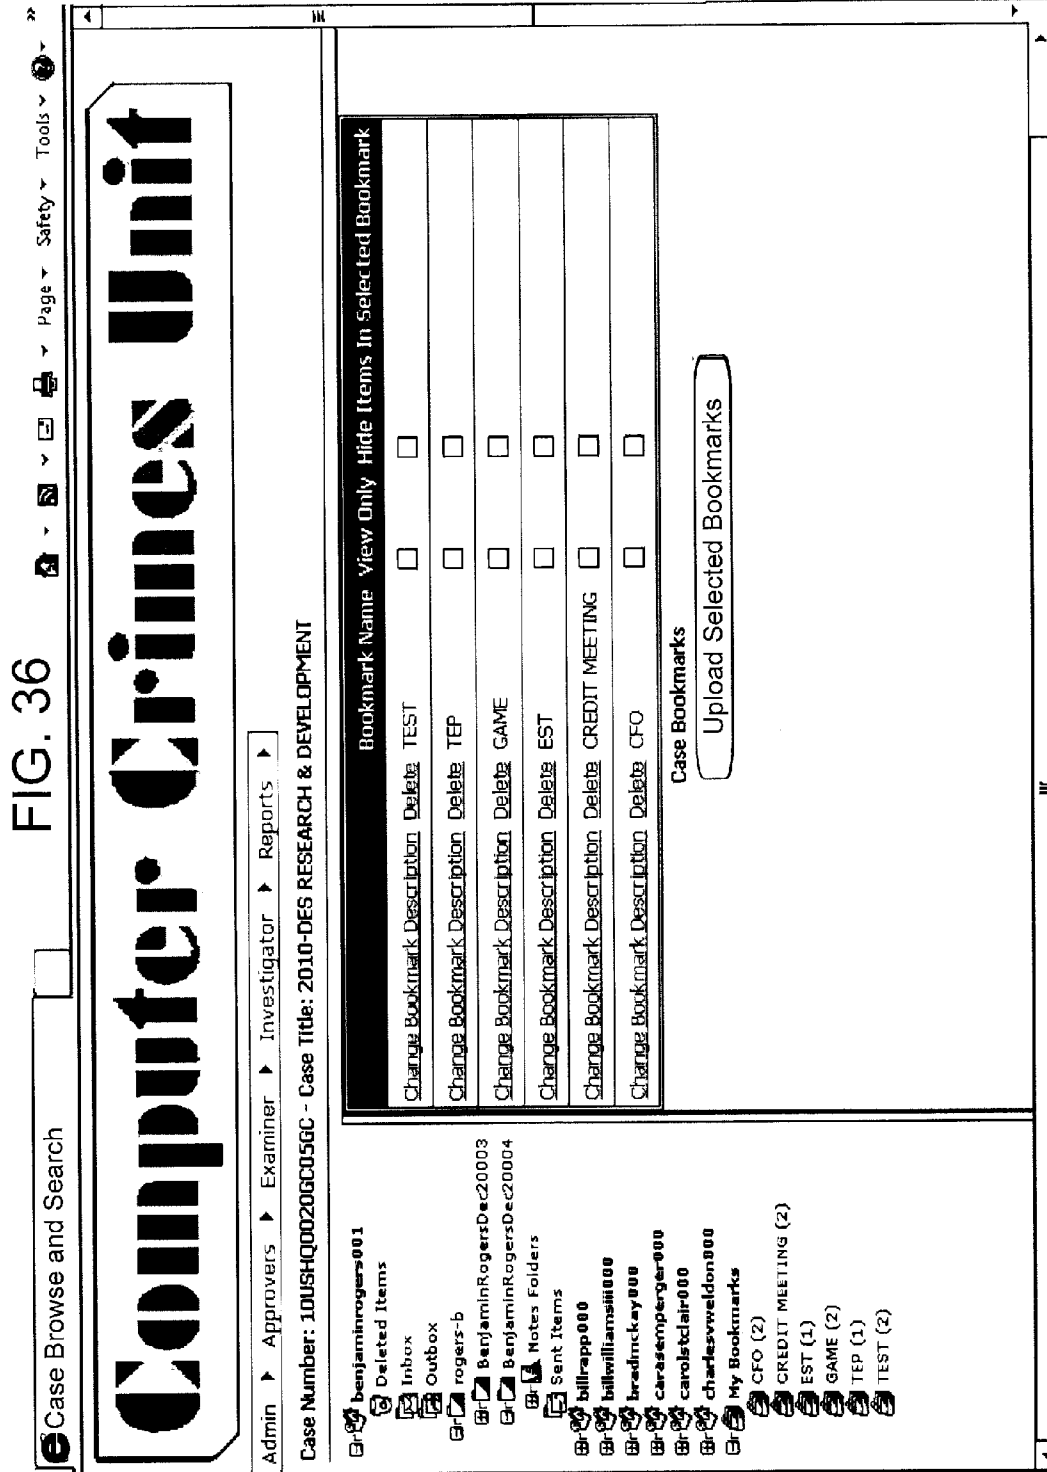 FIG. 36
Case Browse and Search
Page Safety Tools »
Computer Crimes Unit
Admin Approvers Examiner Investigator Reports
Case Number: 10USHQ0020GC05GC - Case Title: 2010-DES RESEARCH & DEVELOPMENT
benjaminrogers001
Deleted Items
Inbox
Outbox
rogers-b
BenjaminRogersDec20003
BenjaminRogersDec20004
Notes Folders
Sent Items
billrapp000
billwilliamsiii000
bradmckay000
carasemperger000
carolstclair000
charlesvweldon000
My Bookmarks
CFO (2)
CREDIT MEETING (2)
EST (1)
GAME (2)
TEP (1)
TEST (2)
Bookmark Name View Only Hide Items In Selected Bookmark
Change Bookmark Description Delete TEST
Change Bookmark Description Delete TEP
Change Bookmark Description Delete GAME
Change Bookmark Description Delete EST
Change Bookmark Description Delete CREDIT MEETING
Change Bookmark Description Delete CFO
Case Bookmarks
Upload Selected Bookmarks